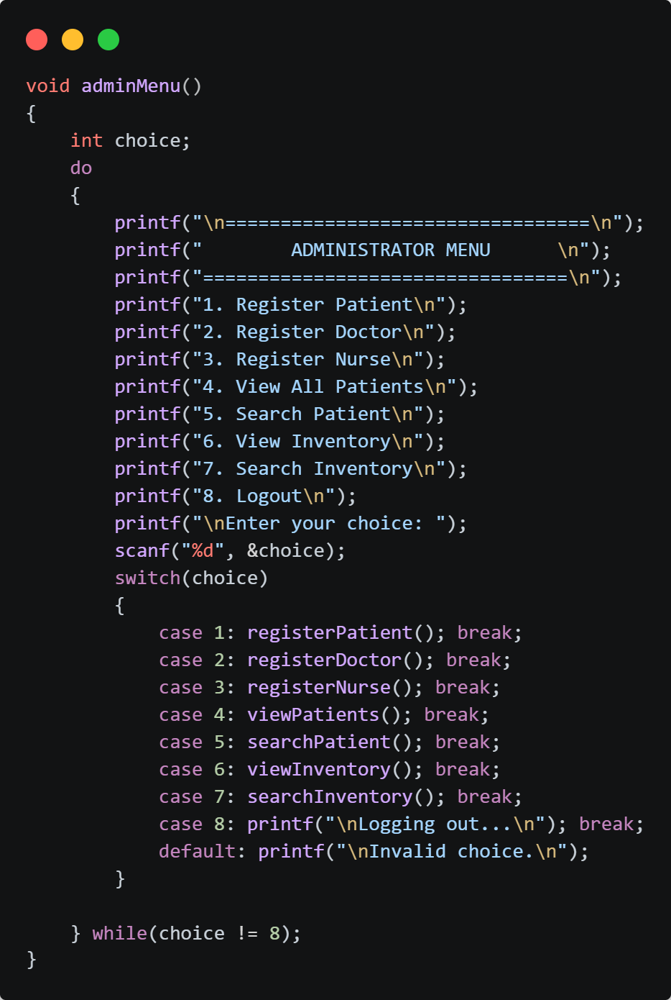 void adminMenu()
{
    int choice;
    do
    {
        printf("\n=================================\n");
        printf("        ADMINISTRATOR MENU      \n");
        printf("=================================\n");
        printf("1. Register Patient\n");
        printf("2. Register Doctor\n");
        printf("3. Register Nurse\n");
        printf("4. View All Patients\n");
        printf("5. Search Patient\n");
        printf("6. View Inventory\n");
        printf("7. Search Inventory\n");
        printf("8. Logout\n");
        printf("\nEnter your choice: ");
        scanf("%d", &choice);
        switch(choice)
        {
            case 1: registerPatient(); break;
            case 2: registerDoctor(); break;
            case 3: registerNurse(); break;
            case 4: viewPatients(); break;
            case 5: searchPatient(); break;
            case 6: viewInventory(); break;
            case 7: searchInventory(); break;
            case 8: printf("\nLogging out...\n"); break;
            default: printf("\nInvalid choice.\n");
        }

    } while(choice != 8);
}